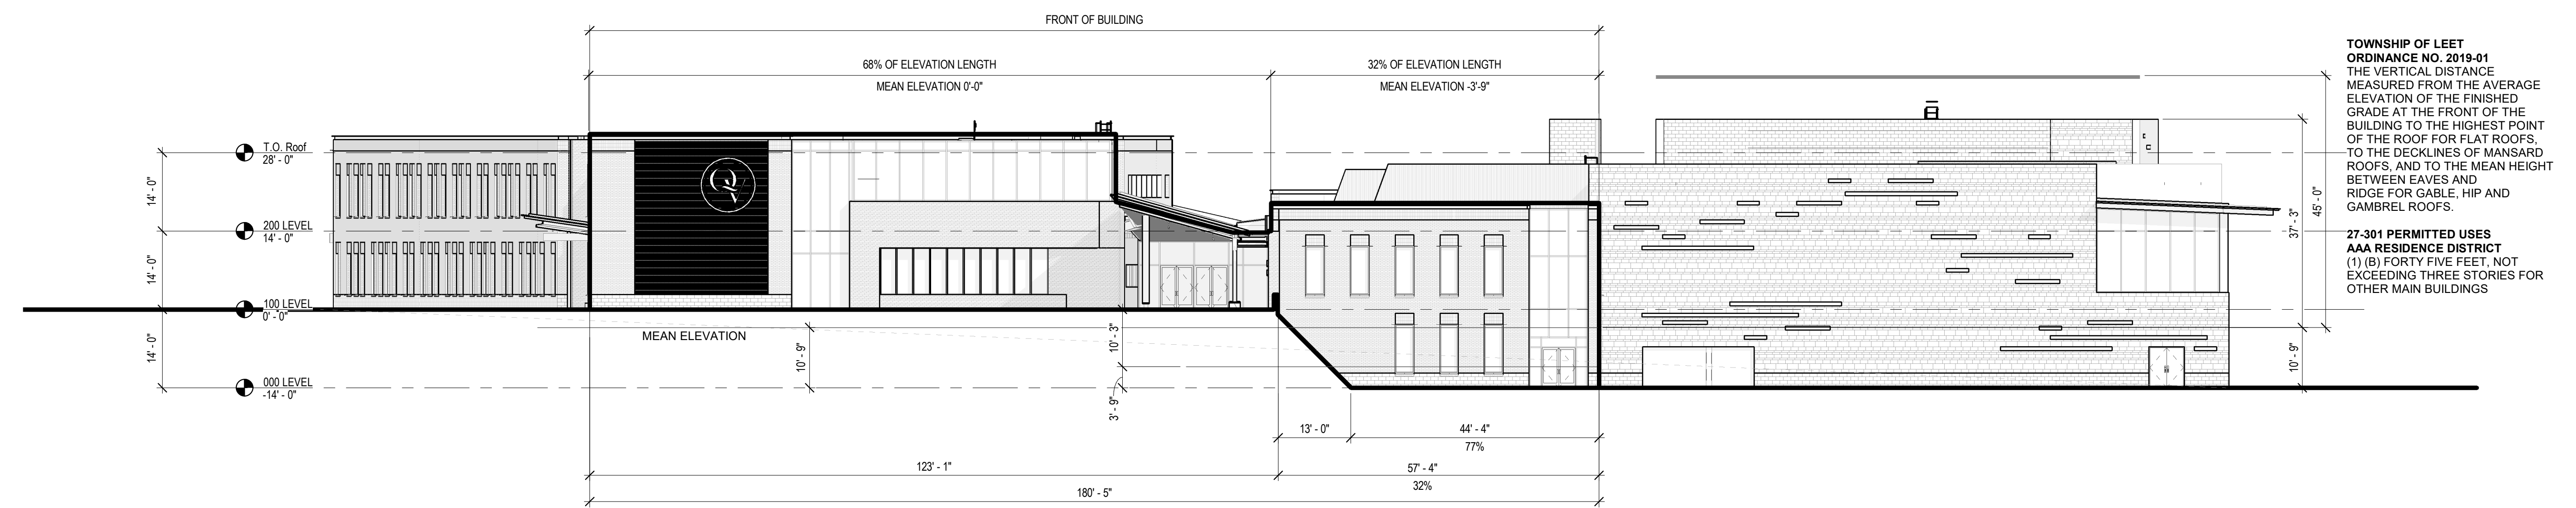 FRONT OF BUILDING
68% OF ELEVATION LENGTH
MEAN ELEVATION 0'-0"
32% OF ELEVATION LENGTH
MEAN ELEVATION -3'-9"
TOWNSHIP OF LEET
ORDINANCE NO. 2019-01
THE VERTICAL DISTANCE
MEASURED FROM THE AVERAGE
ELEVATION OF THE FINISHED
GRADE AT THE FRONT OF THE
BUILDING TO THE HIGHEST POINT
OF THE ROOF FOR FLAT ROOFS,
TO THE DECKLINES OF MANSARD
ROOFS, AND TO THE MEAN HEIGHT
BETWEEN EAVES AND
RIDGE FOR GABLE, HIP AND
GAMBREL ROOFS.
27-301 PERMITTED USES
AAA RESIDENCE DISTRICT
(1) (B) FORTY FIVE FEET, NOT
EXCEEDING THREE STORIES FOR
OTHER MAIN BUILDINGS
T.O. Roof
28' - 0"
14' - 0"
200 LEVEL
14' - 0"
14' - 0"
100 LEVEL
0' - 0"
14' - 0"
000 LEVEL
-14' - 0"
QV
MEAN ELEVATION
10' - 9"
10' - 3"
3' - 9"
45' - 0"
37' - 3"
10' - 9"
13' - 0"
44' - 4"
77%
123' - 1"
57' - 4"
32%
180' - 5"